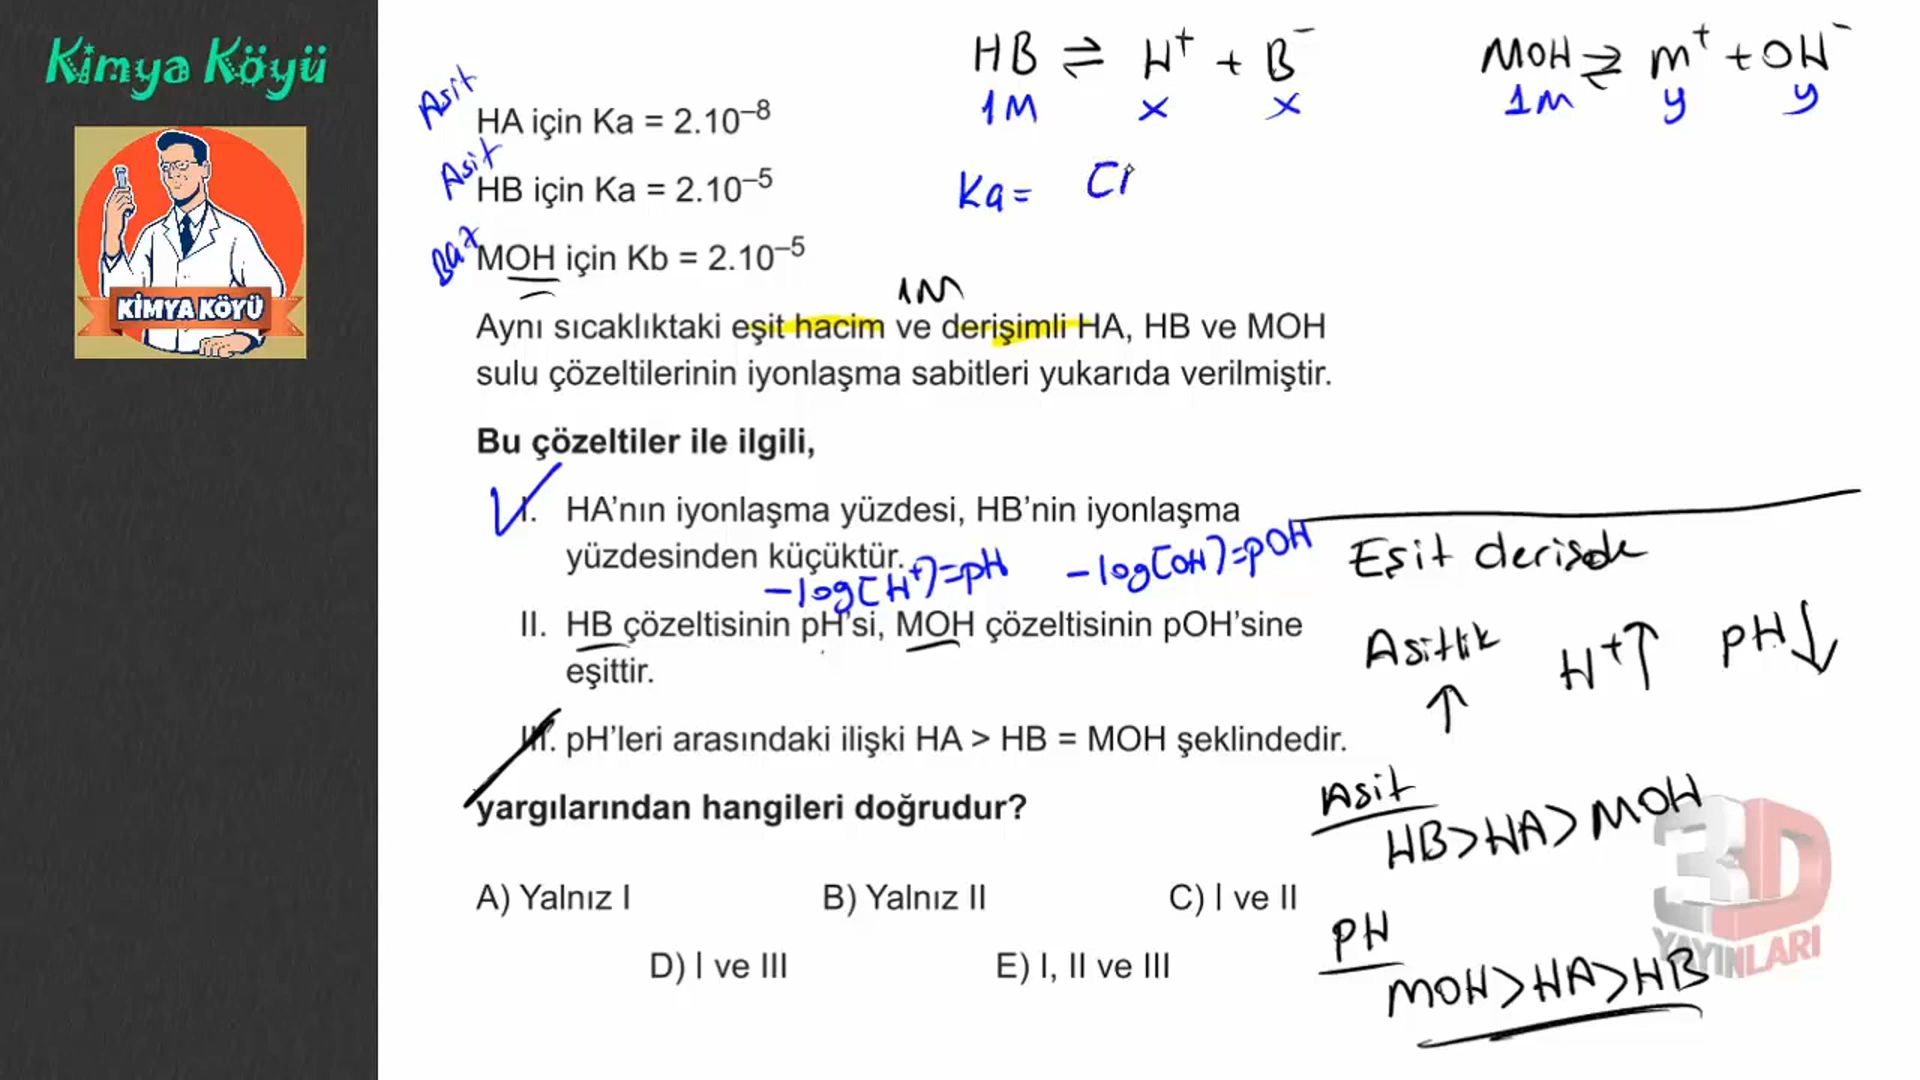 Kimya Köyü
KİMYA KÖYÜ
HB ⇌ H⁺ + B⁻
1M x x
MOH ⇌ M⁺ + OH⁻
1M y y
Asit
HA için Ka = 2.10⁻⁸
Asit
HB için Ka = 2.10⁻⁵
Ka =
Baz
MOH için Kb = 2.10⁻⁵
1M
Aynı sıcaklıktaki eşit hacim ve derişimli HA, HB ve MOH
sulu çözeltilerinin iyonlaşma sabitleri yukarıda verilmiştir.
Bu çözeltiler ile ilgili,
I. HA’nın iyonlaşma yüzdesi, HB’nin iyonlaşma
yüzdesinden küçüktür.
-log[H⁺]=pH -log[OH]=pOH
II. HB çözeltisinin pH’si, MOH çözeltisinin pOH’sine
eşittir.
III. pH’leri arasındaki ilişki HA > HB = MOH şeklindedir.
yargılarından hangileri doğrudur?
A) Yalnız I B) Yalnız II C) I ve II
D) I ve III E) I, II ve III
Eşit
Asitlik H⁺↑ pH↓
↑
Asit
HB>HA>MOH
pH
MOH>HA>HB
3D
YAYINLARI